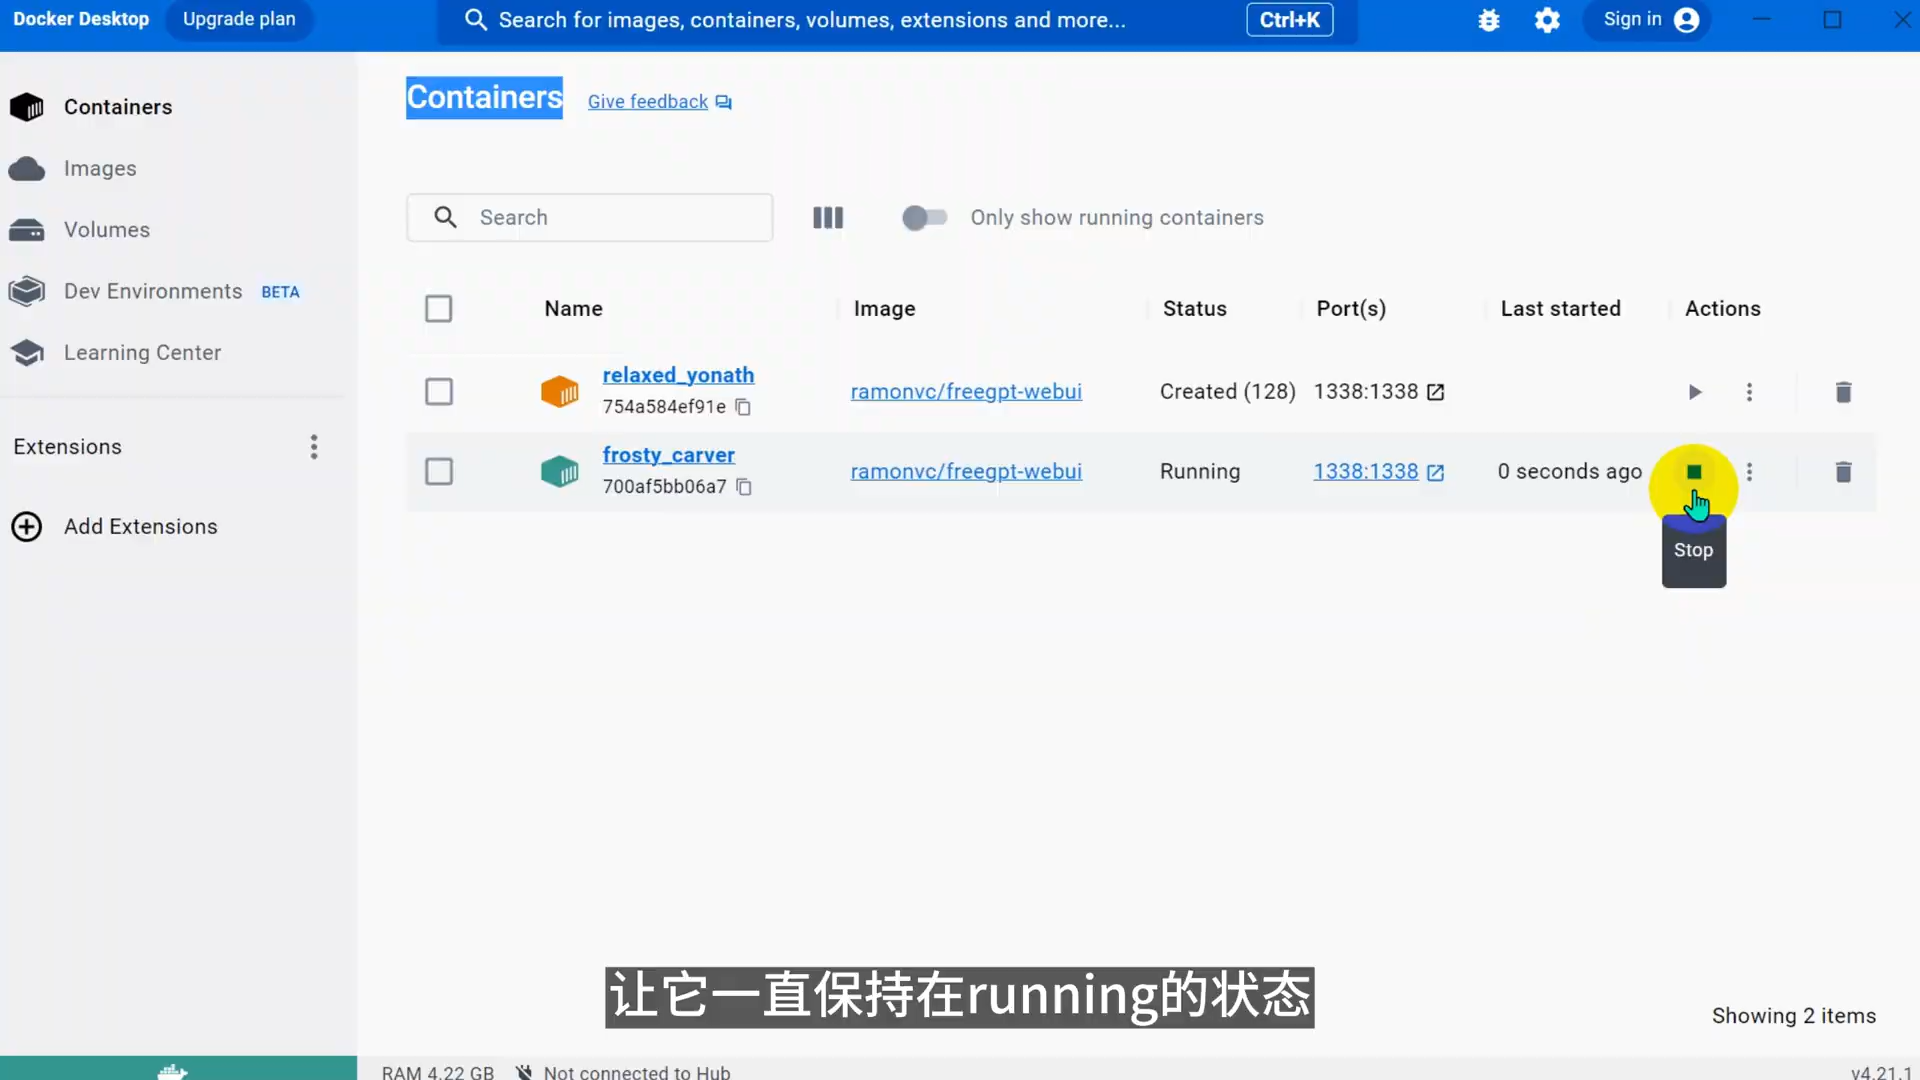 Docker Desktop
Upgrade plan
Search for images, containers, volumes, extensions and more...
Ctrl+K
Sign in
Containers
Images
Volumes
Dev Environments BETA
Learning Center
Extensions
Add Extensions
Containers
Give feedback
Search
Only show running containers
Name Image Status Port(s) Last started Actions
relaxed_yonath
754a584ef91e
ramonvc/freegpt-webui Created (128) 1338:1338
frosty_carver
700af5bb06a7
ramonvc/freegpt-webui Running 1338:1338 0 seconds ago
Stop
让它一直保持在running的状态
Showing 2 items
RAM 4.22 GB Not connected to Hub
v4.21.1